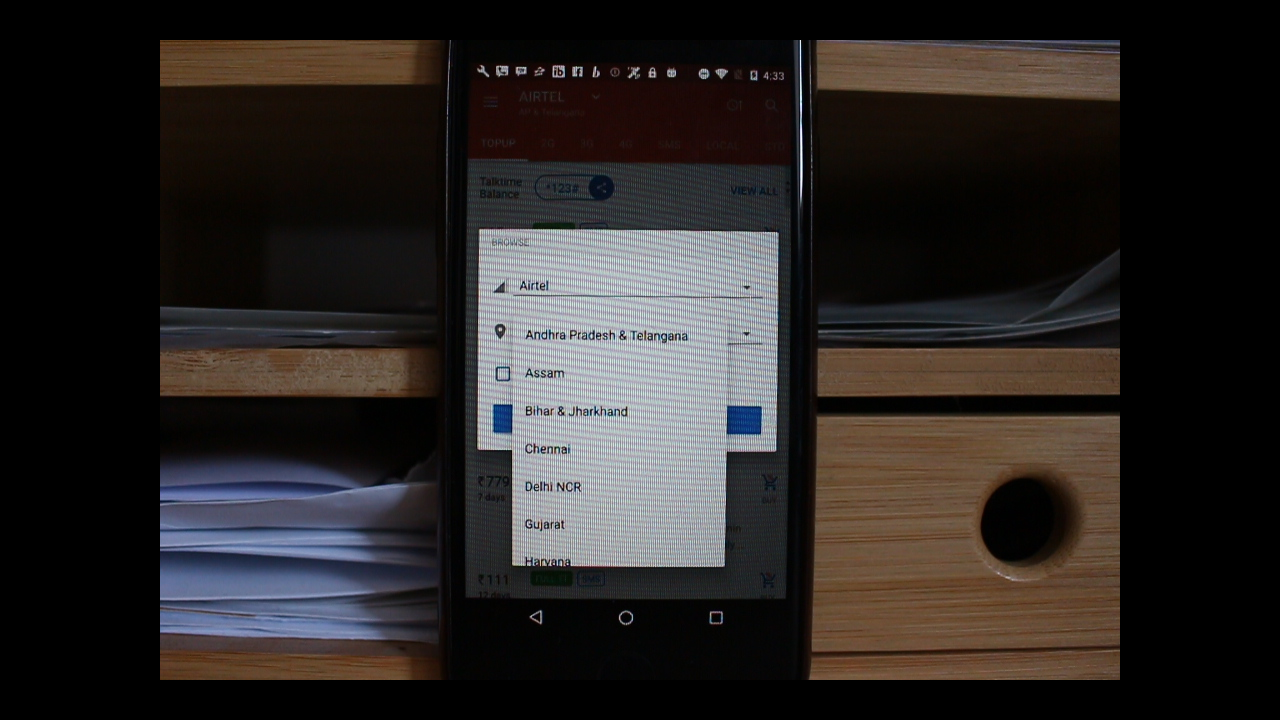 4:33
AIRTEL
AP & Telangana
TOPUP 2G 3G 4G SMS LOCAL
Talktime
Balance
*123#
VIEW ALL
BROWSE
Airtel
Andhra Pradesh & Telangana
Assam
Bihar & Jharkhand
Chennai
Delhi NCR
Gujarat
Haryana
₹779
7 days
BUY
₹111
SMS
12 days